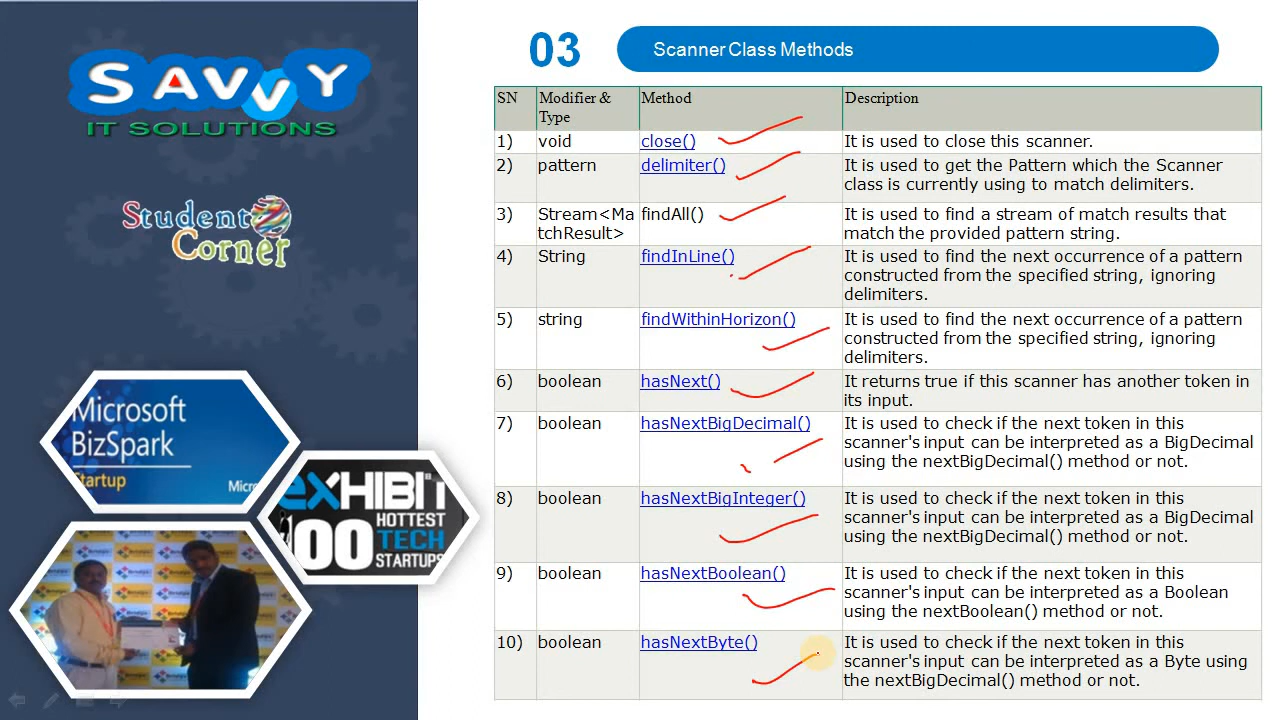 SAVVY
IT SOLUTIONS
Student
Corner
Microsoft
BizSpark
Startup
Micr
eXHIBIT
100 HOTTEST
TECH
STARTUPS
03 Scanner Class Methods
SN Modifier & Type Method Description
1) void close() It is used to close this scanner.
2) pattern delimiter() It is used to get the Pattern which the Scanner
class is currently using to match delimiters.
3) Stream<Ma findAll() It is used to find a stream of match results that
tchResult> match the provided pattern string.
4) String findInLine() It is used to find the next occurrence of a pattern
constructed from the specified string, ignoring
delimiters.
5) string findWithinHorizon() It is used to find the next occurrence of a pattern
constructed from the specified string, ignoring
delimiters.
6) boolean hasNext() It returns true if this scanner has another token in
its input.
7) boolean hasNextBigDecimal() It is used to check if the next token in this
scanner's input can be interpreted as a BigDecimal
using the nextBigDecimal() method or not.
8) boolean hasNextBigInteger() It is used to check if the next token in this
scanner's input can be interpreted as a BigDecimal
using the nextBigDecimal() method or not.
9) boolean hasNextBoolean() It is used to check if the next token in this
scanner's input can be interpreted as a Boolean
using the nextBoolean() method or not.
10) boolean hasNextByte() It is used to check if the next token in this
scanner's input can be interpreted as a Byte using
the nextBigDecimal() method or not.